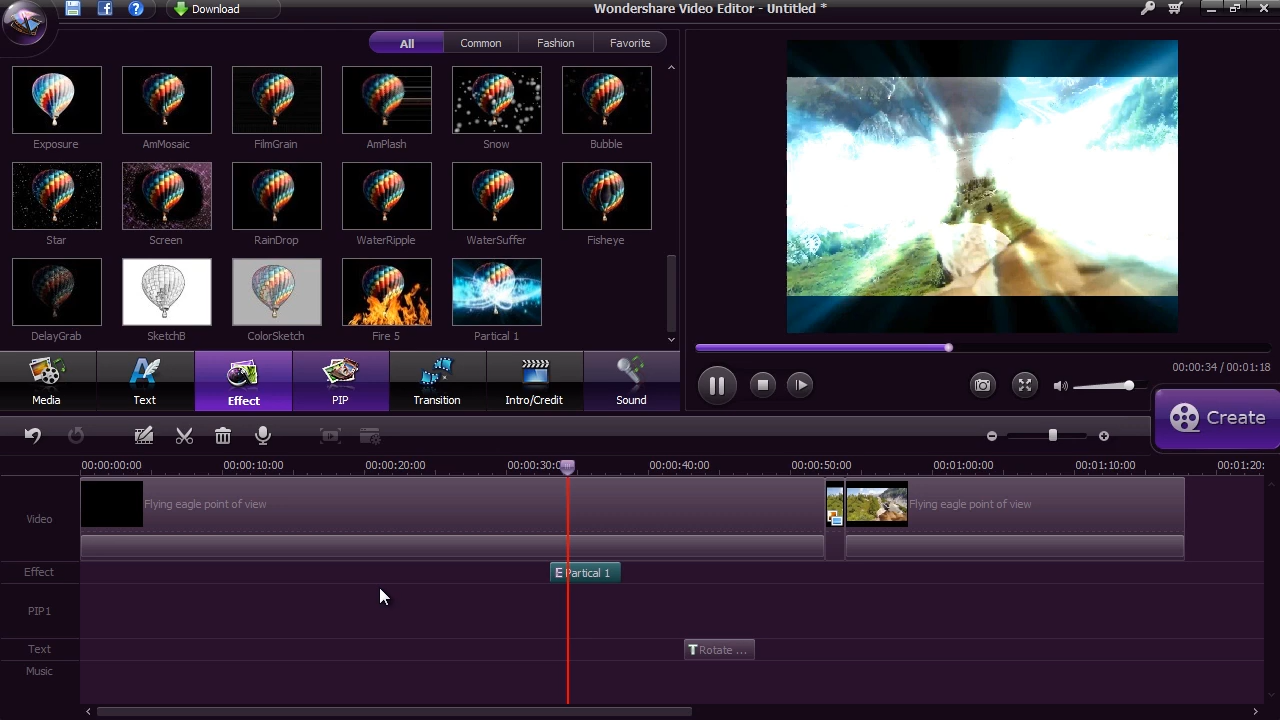 Download
Wondershare Video Editor - Untitled *
All
Common
Fashion
Favorite
Exposure
AmMosaic
FilmGrain
AmPlash
Snow
Bubble
Star
Screen
RainDrop
WaterRipple
WaterSuffer
Fisheye
DelayGrab
SketchB
ColorSketch
Fire 5
Partical 1
Media
Text
Effect
PIP
Transition
Intro/Credit
Sound
00:00:34 / 00:01:18
Create
00:00:00:00
00:00:10:00
00:00:20:00
00:00:30:0
00:00:40:00
00:00:50:00
00:01:00:00
00:01:10:00
00:01:20:
Video
Flying eagle point of view
Flying eagle point of view
Effect
E Partical 1
PIP1
Text
T Rotate ...
Music